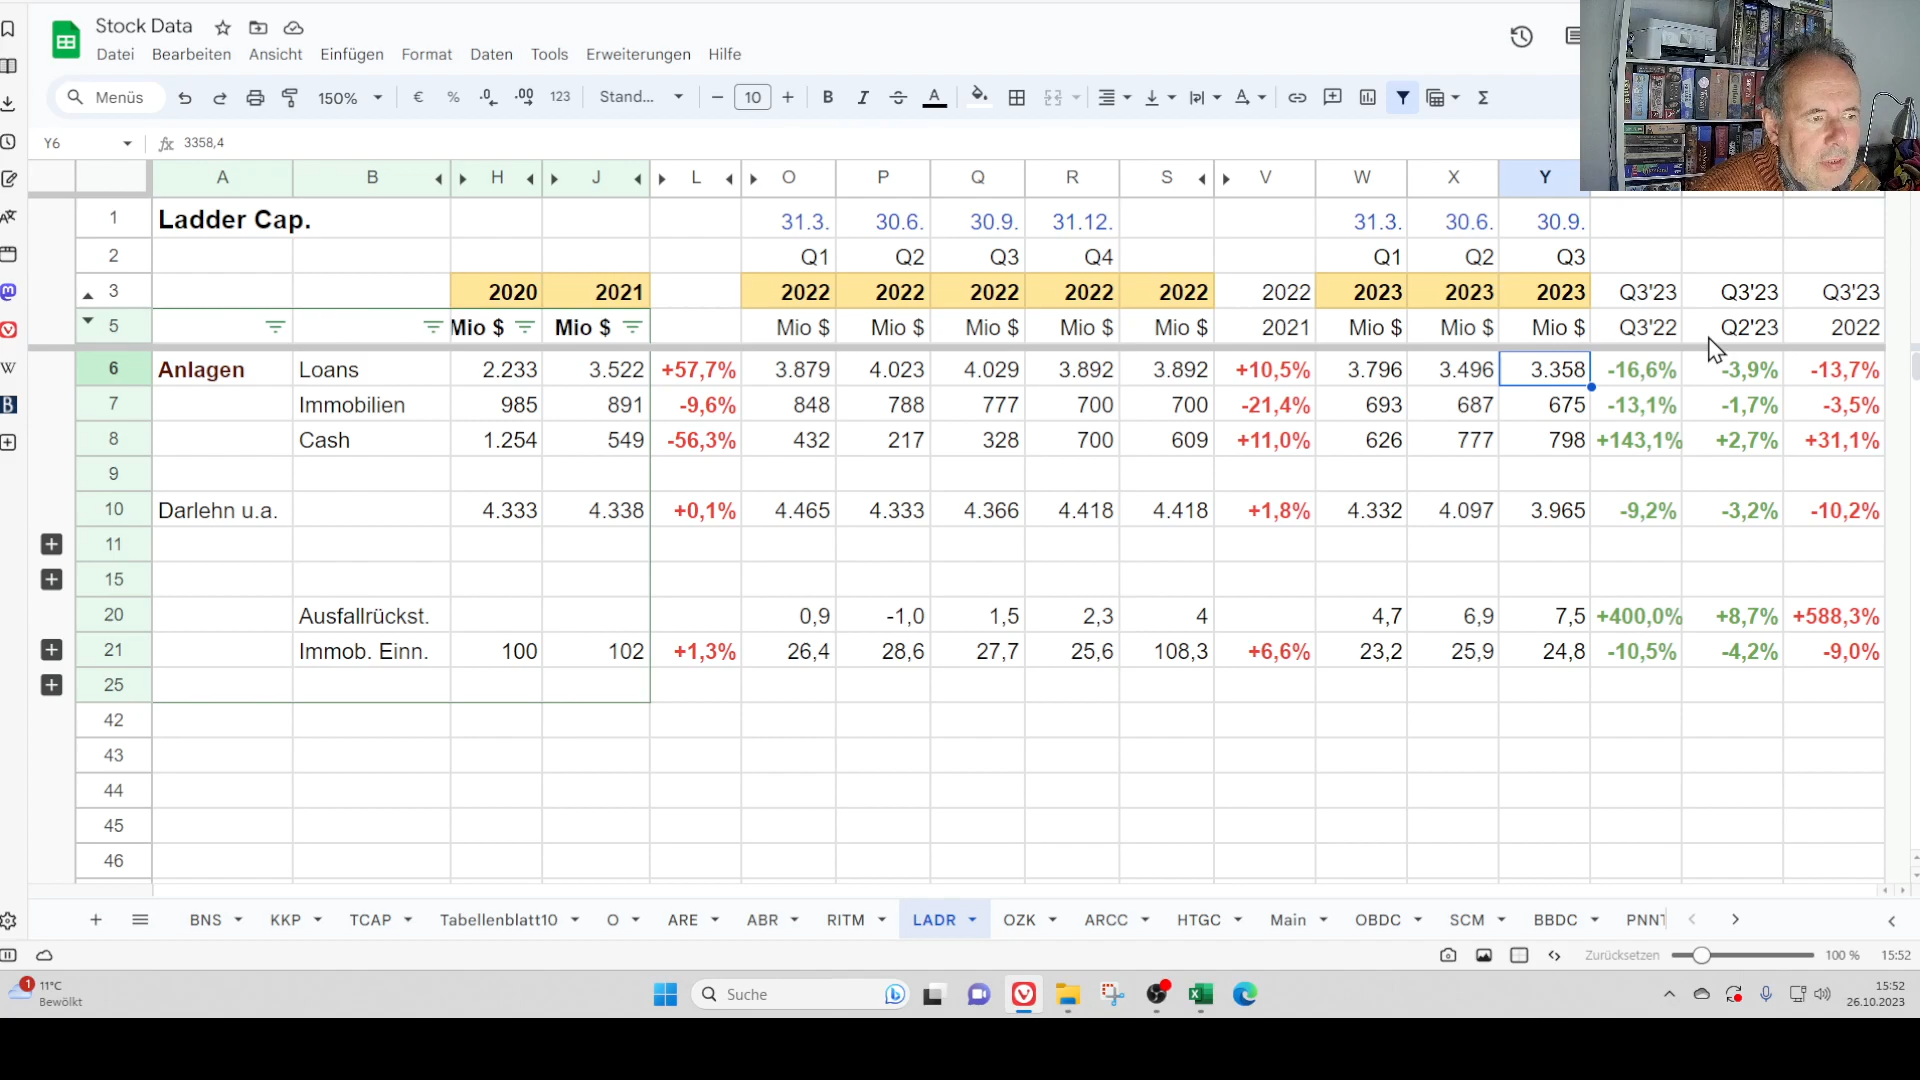 Stock Data
Datei Bearbeiten Ansicht Einfügen Format Daten Tools Erweiterungen Hilfe
Menüs 150% € % .0 .00 123 Stand... − 10 + B I A Σ
Y6 fx 3358,4
A B H J L O P Q R S V W X Y
1 Ladder Cap. 31.3. 30.6. 30.9. 31.12. 31.3. 30.6. 30.9.
2 Q1 Q2 Q3 Q4 Q1 Q2 Q3
3 2020 2021 2022 2022 2022 2022 2022 2022 2023 2023 2023 Q3'23 Q3'23 Q3'23
5 Mio $ Mio $ Mio $ Mio $ Mio $ Mio $ Mio $ 2021 Mio $ Mio $ Mio $ Q3'22 Q2'23 2022
6 Anlagen Loans 2.233 3.522 +57,7% 3.879 4.023 4.029 3.892 3.892 +10,5% 3.796 3.496 3.358 -16,6% -3,9% -13,7%
7 Immobilien 985 891 -9,6% 848 788 777 700 700 -21,4% 693 687 675 -13,1% -1,7% -3,5%
8 Cash 1.254 549 -56,3% 432 217 328 700 609 +11,0% 626 777 798 +143,1% +2,7% +31,1%
9
10 Darlehn u.a. 4.333 4.338 +0,1% 4.465 4.333 4.366 4.418 4.418 +1,8% 4.332 4.097 3.965 -9,2% -3,2% -10,2%
11
15
20 Ausfallrückst. 0,9 -1,0 1,5 2,3 4 4,7 6,9 7,5 +400,0% +8,7% +588,3%
21 Immob. Einn. 100 102 +1,3% 26,4 28,6 27,7 25,6 108,3 +6,6% 23,2 25,9 24,8 -10,5% -4,2% -9,0%
25
42
43
44
45
46
BNS KKP TCAP Tabellenblatt10 O ARE ABR RITM LADR OZK ARCC HTGC Main OBDC SCM BBDC PNNT
Zurücksetzen 100 % 15:52
1 11°C
Bewölkt
Suche
15:52
26.10.2023